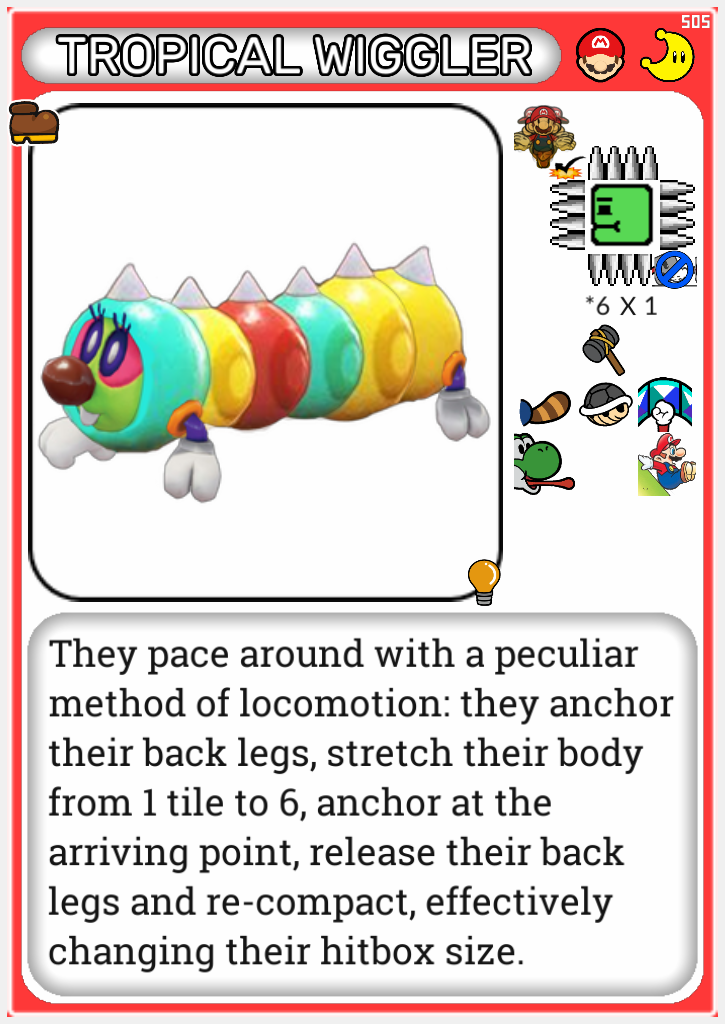 505
TROPICAL WIGGLER
*6 X 1
They pace around with a peculiar
method of locomotion: they anchor
their back legs, stretch their body
from 1 tile to 6, anchor at the
arriving point, release their back
legs and re-compact, effectively
changing their hitbox size.